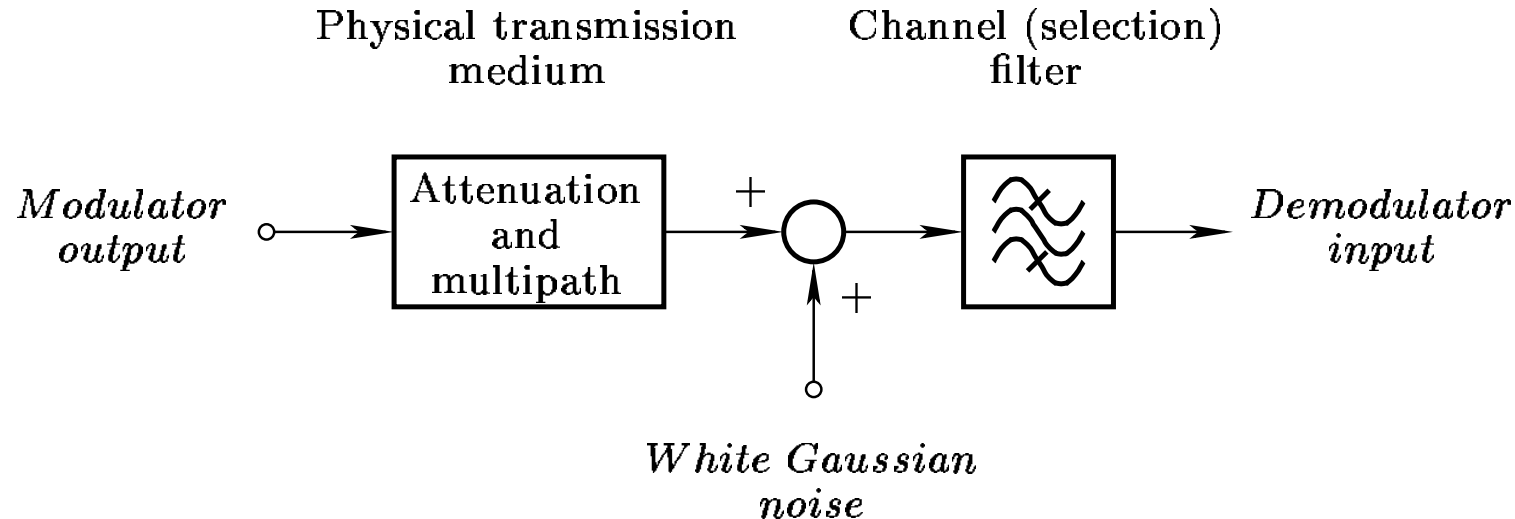 Physical transmission
medium
Channel (selection)
filter
Modulator
output
Attenuation
and
multipath
+
+
Demodulator
input
White Gaussian
noise